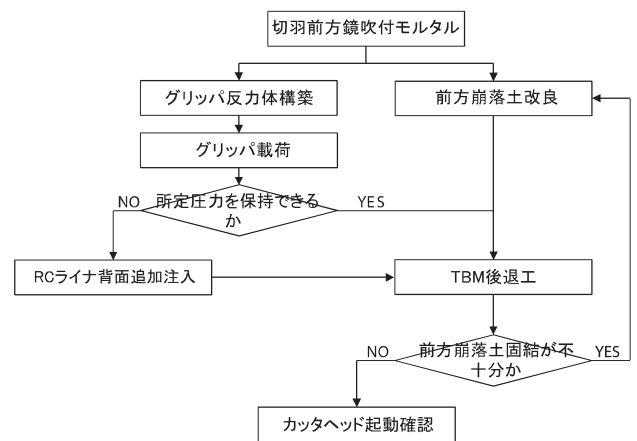 切羽前方鏡吹付モルタル
グリッパ反力体構築
前方崩落土改良
グリッパ載荷
所定圧力を保持できる
か
NO
YES
RCライナ背面追加注入
TBM後退工
前方崩落土固結が不
十分か
NO
YES
カッタヘッド起動確認